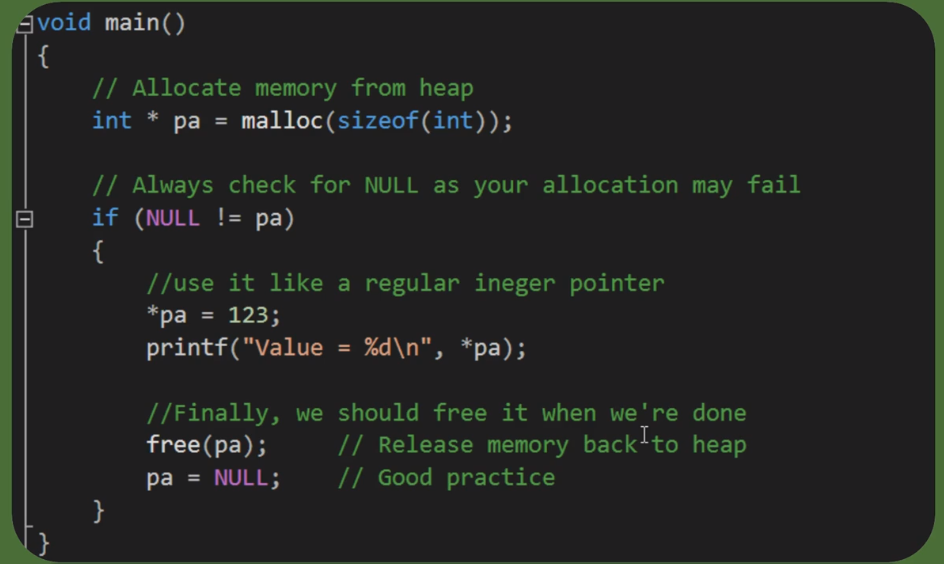 void main()
{
// Allocate memory from heap
int * pa = malloc(sizeof(int));
// Always check for NULL as your allocation may fail
if (NULL != pa)
{
//use it like a regular ineger pointer
*pa = 123;
printf("Value = %d\n", *pa);
//Finally, we should free it when we're done
free(pa);     // Release memory back to heap
pa = NULL;    // Good practice
}
}